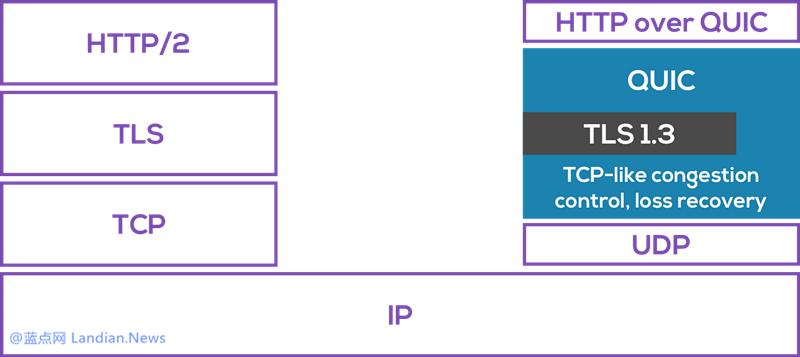 HTTP/2
TLS
TCP
HTTP over QUIC
QUIC
TLS 1.3
TCP-like congestion
control, loss recovery
UDP
IP
@蓝点网 Landian.News